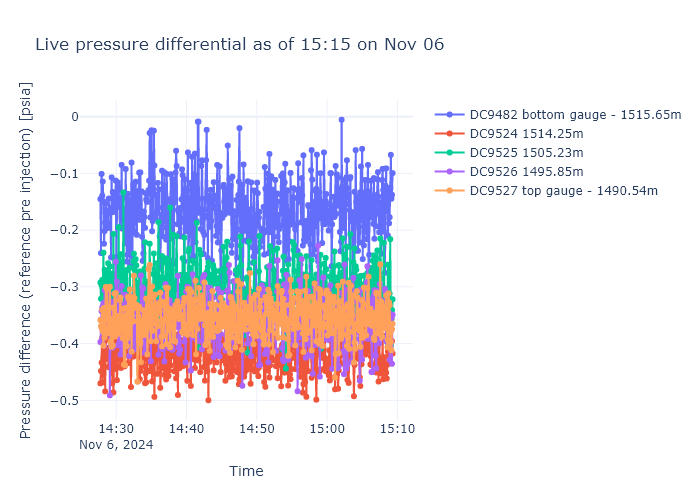 Live pressure differential as of 15:15 on Nov 06
Pressure difference (reference pre injection) [psia]
0
−0.1
−0.2
−0.3
−0.4
−0.5
14:30
Nov 6, 2024
14:40
14:50
15:00
15:10
Time
DC9482 bottom gauge - 1515.65m
DC9524 1514.25m
DC9525 1505.23m
DC9526 1495.85m
DC9527 top gauge - 1490.54m